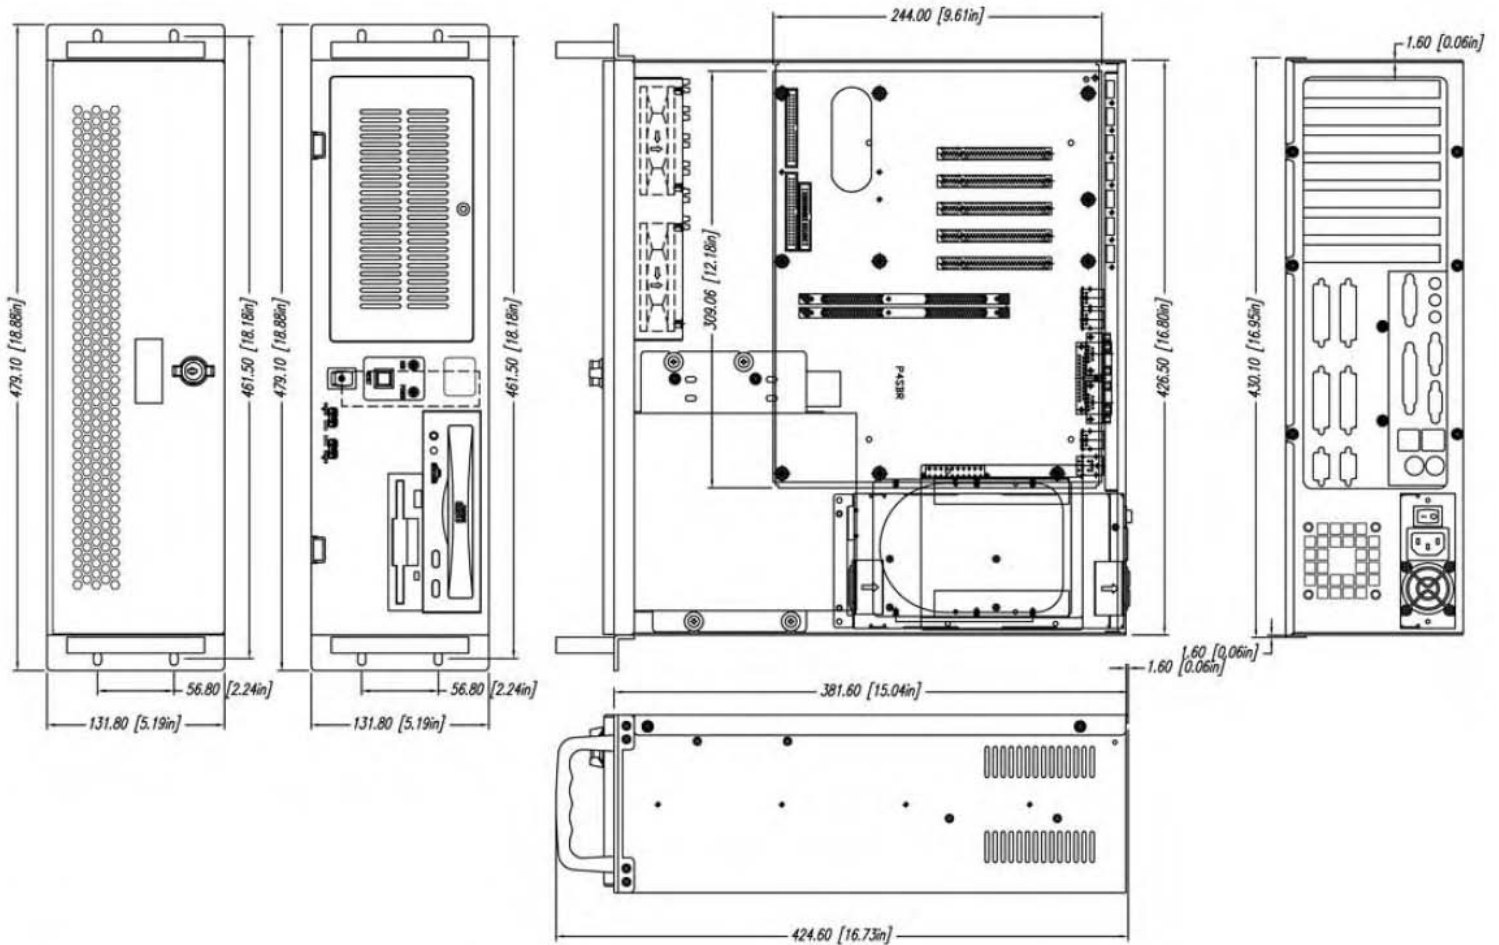 244.00 [9.61in]
1.60 [0.06in]
479.10 [18.88in]
461.50 [18.18in]
479.10 [18.88in]
461.50 [18.18in]
309.06 [12.18in]
P4SBR
426.50 [16.80in]
430.10 [16.95in]
56.80 [2.24in]
131.80 [5.19in]
56.80 [2.24in]
131.80 [5.19in]
1.60 [0.06in]
1.60 [0.06in]
381.60 [15.04in]
424.60 [16.73in]